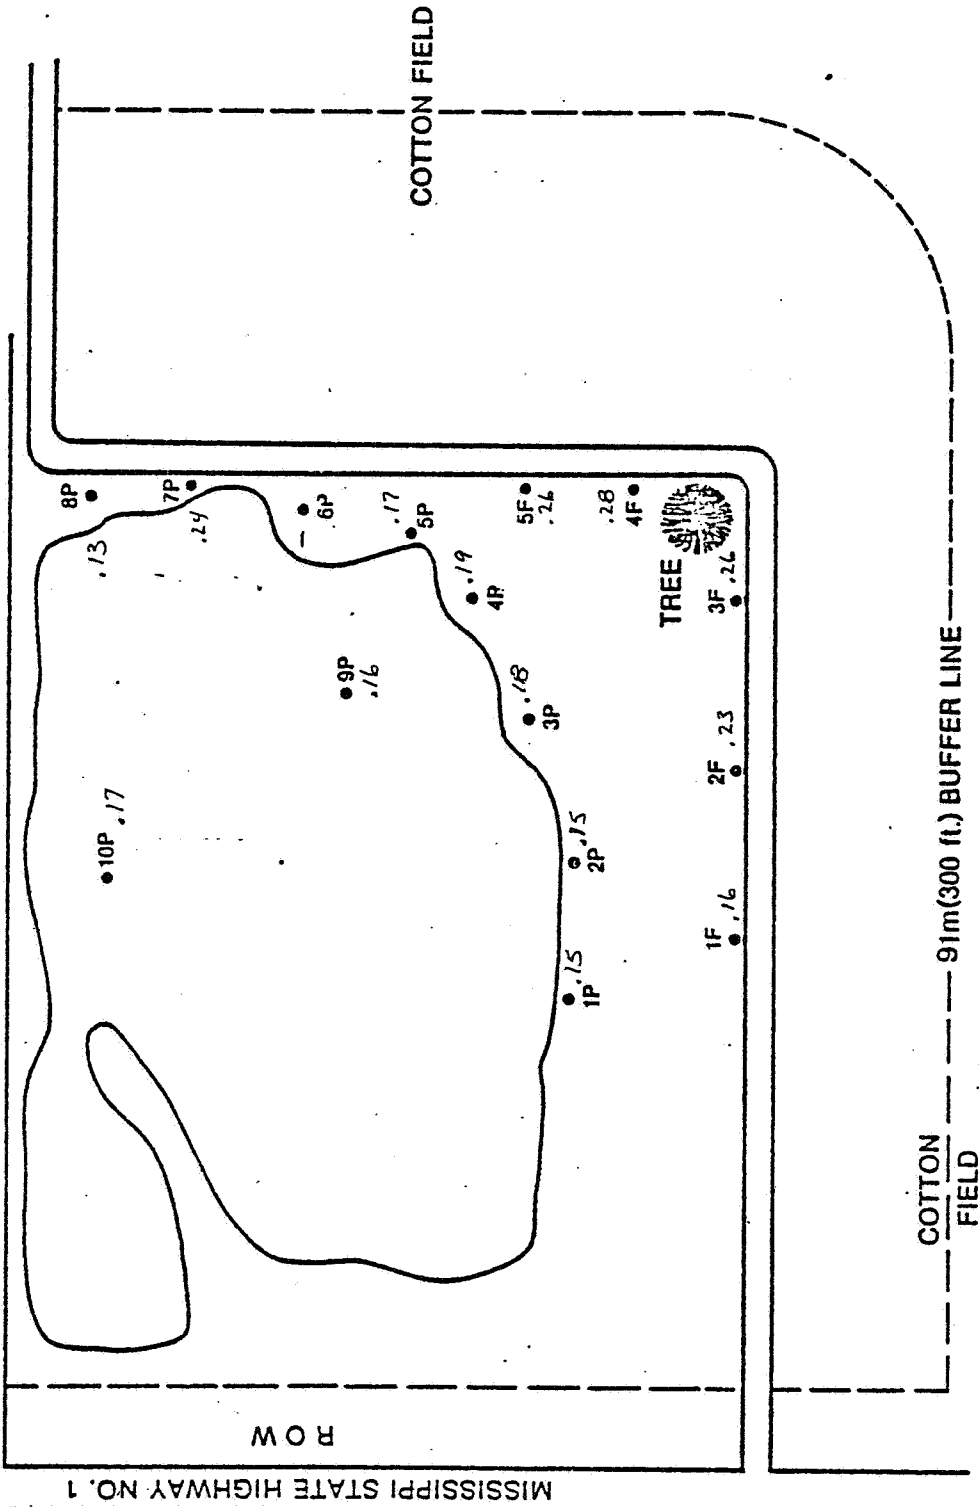 COTTON FIELD
8P
.13
7P
.24
6P
—
5P
.17
4P
.19
5F
.26
4F
.28
TREE
3F .26
9P
.16
3P
.18
2F .23
10P
.17
2P
.15
1F .16
1P
.15
91m(300 ft.) BUFFER LINE
COTTON
FIELD
ROW
MISSISSIPPI STATE HIGHWAY NO. 1